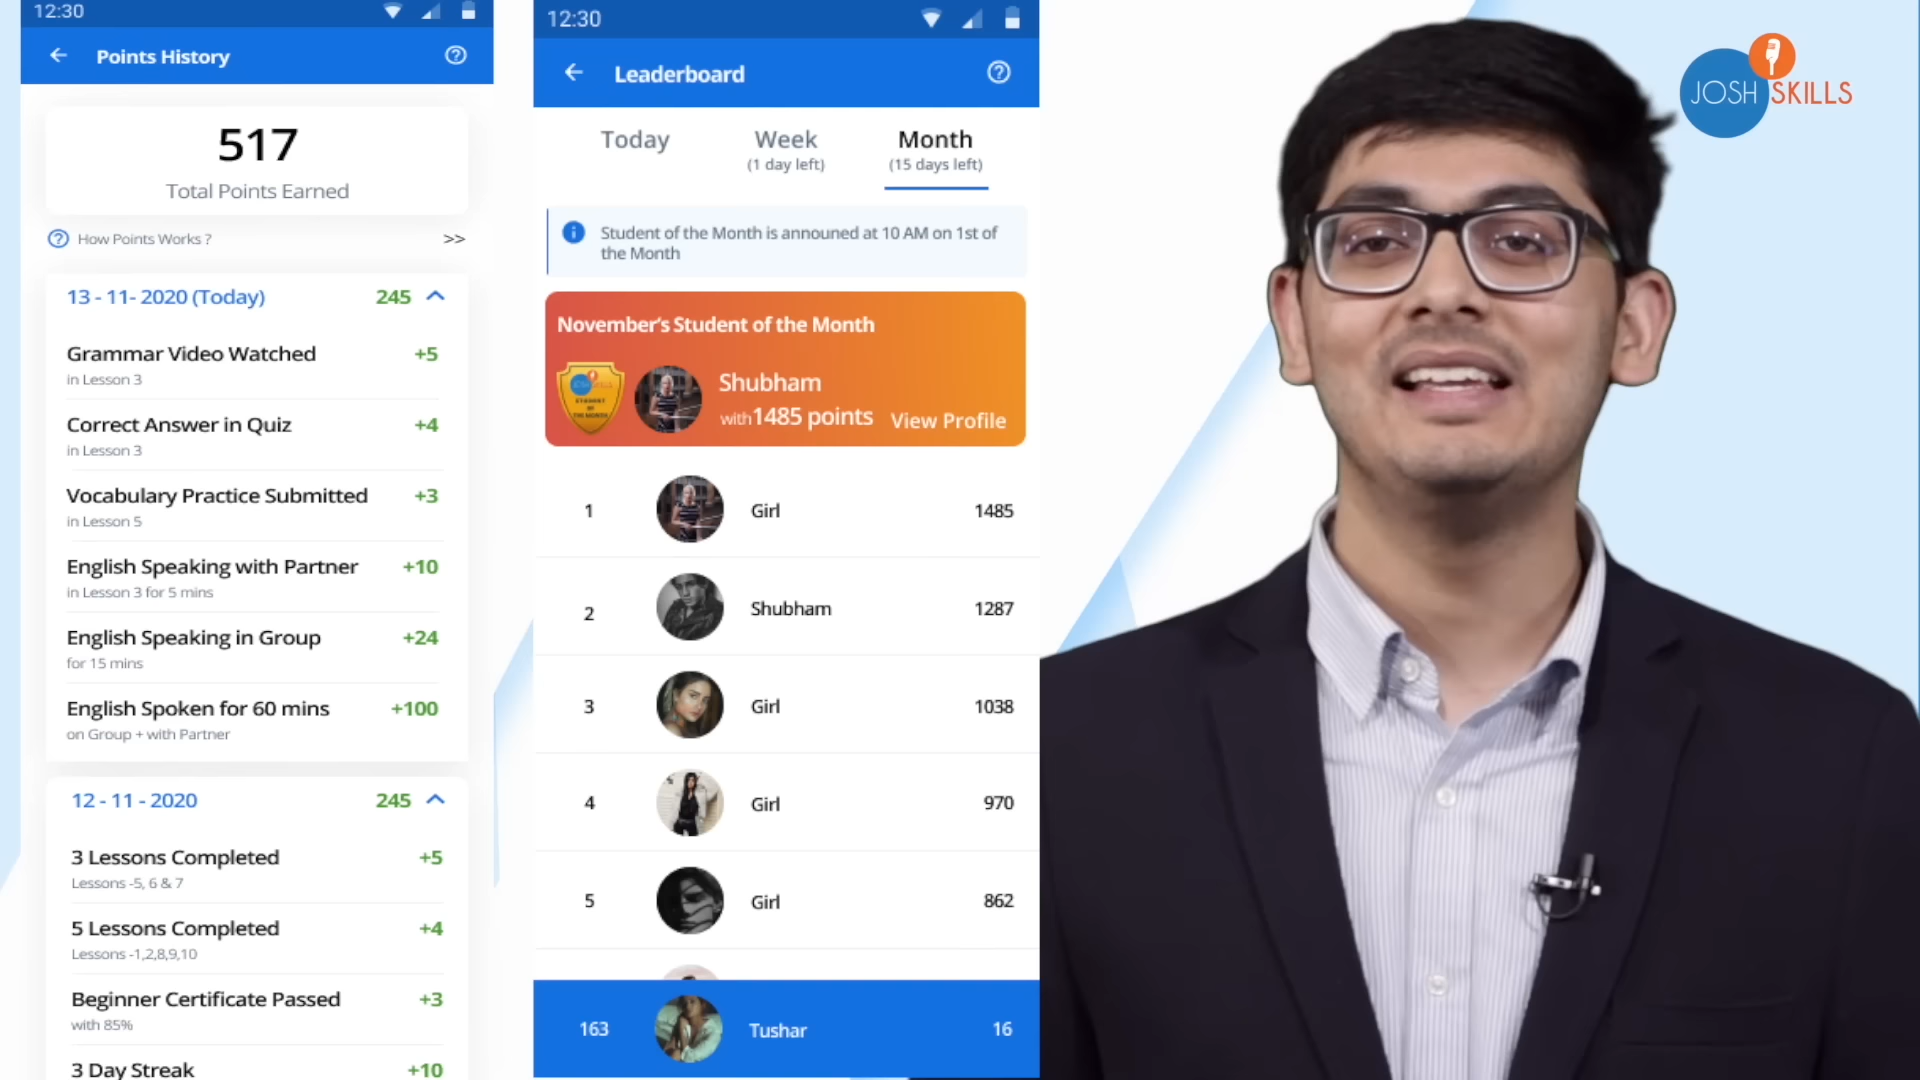 12:30
Points History
517
Total Points Earned
How Points Works ?
>>
13 - 11- 2020 (Today) 245
Grammar Video Watched +5
in Lesson 3
Correct Answer in Quiz +4
in Lesson 3
Vocabulary Practice Submitted +3
in Lesson 5
English Speaking with Partner +10
in Lesson 3 for 5 mins
English Speaking in Group +24
for 15 mins
English Spoken for 60 mins +100
on Group + with Partner
12 - 11 - 2020 245
3 Lessons Completed +5
Lessons -5, 6 & 7
5 Lessons Completed +4
Lessons -1,2,8,9,10
Beginner Certificate Passed +3
with 85%
3 Day Streak +10
12:30
Leaderboard
Today Week Month
(1 day left) (15 days left)
Student of the Month is announed at 10 AM on 1st of
the Month
November's Student of the Month
JOSH SKILLS
STUDENT
OF
THE MONTH
Shubham
with 1485 points View Profile
1 Girl 1485
2 Shubham 1287
3 Girl 1038
4 Girl 970
5 Girl 862
163 Tushar 16
JOSH SKILLS